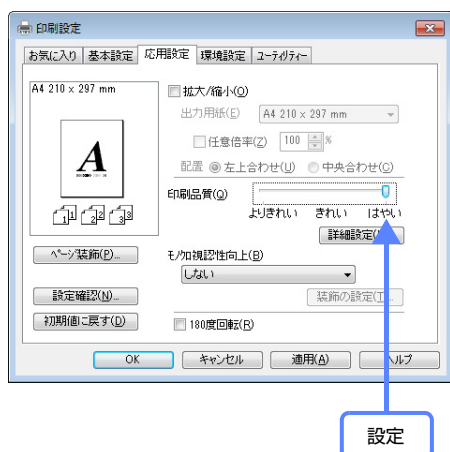 印刷設定
お気に入り 基本設定 応用設定 環境設定 ユーティリティー
A4 210 x 297 mm
拡大/縮小(O)
出力用紙(E) A4 210 x 297 mm
任意倍率(Z) 100 %
配置 左上合わせ(U) 中央合わせ(C)
印刷品質(Q)
よりきれい きれい はやい
詳細設定
ページ装飾(P)...
モノクロ視認性向上(B)
しない
設定確認(N)...
装飾の設定(T)...
初期値に戻す(D)
180度回転(R)
A
1 1 2 2 3 3
OK キャンセル 適用(A) ヘルプ
設定